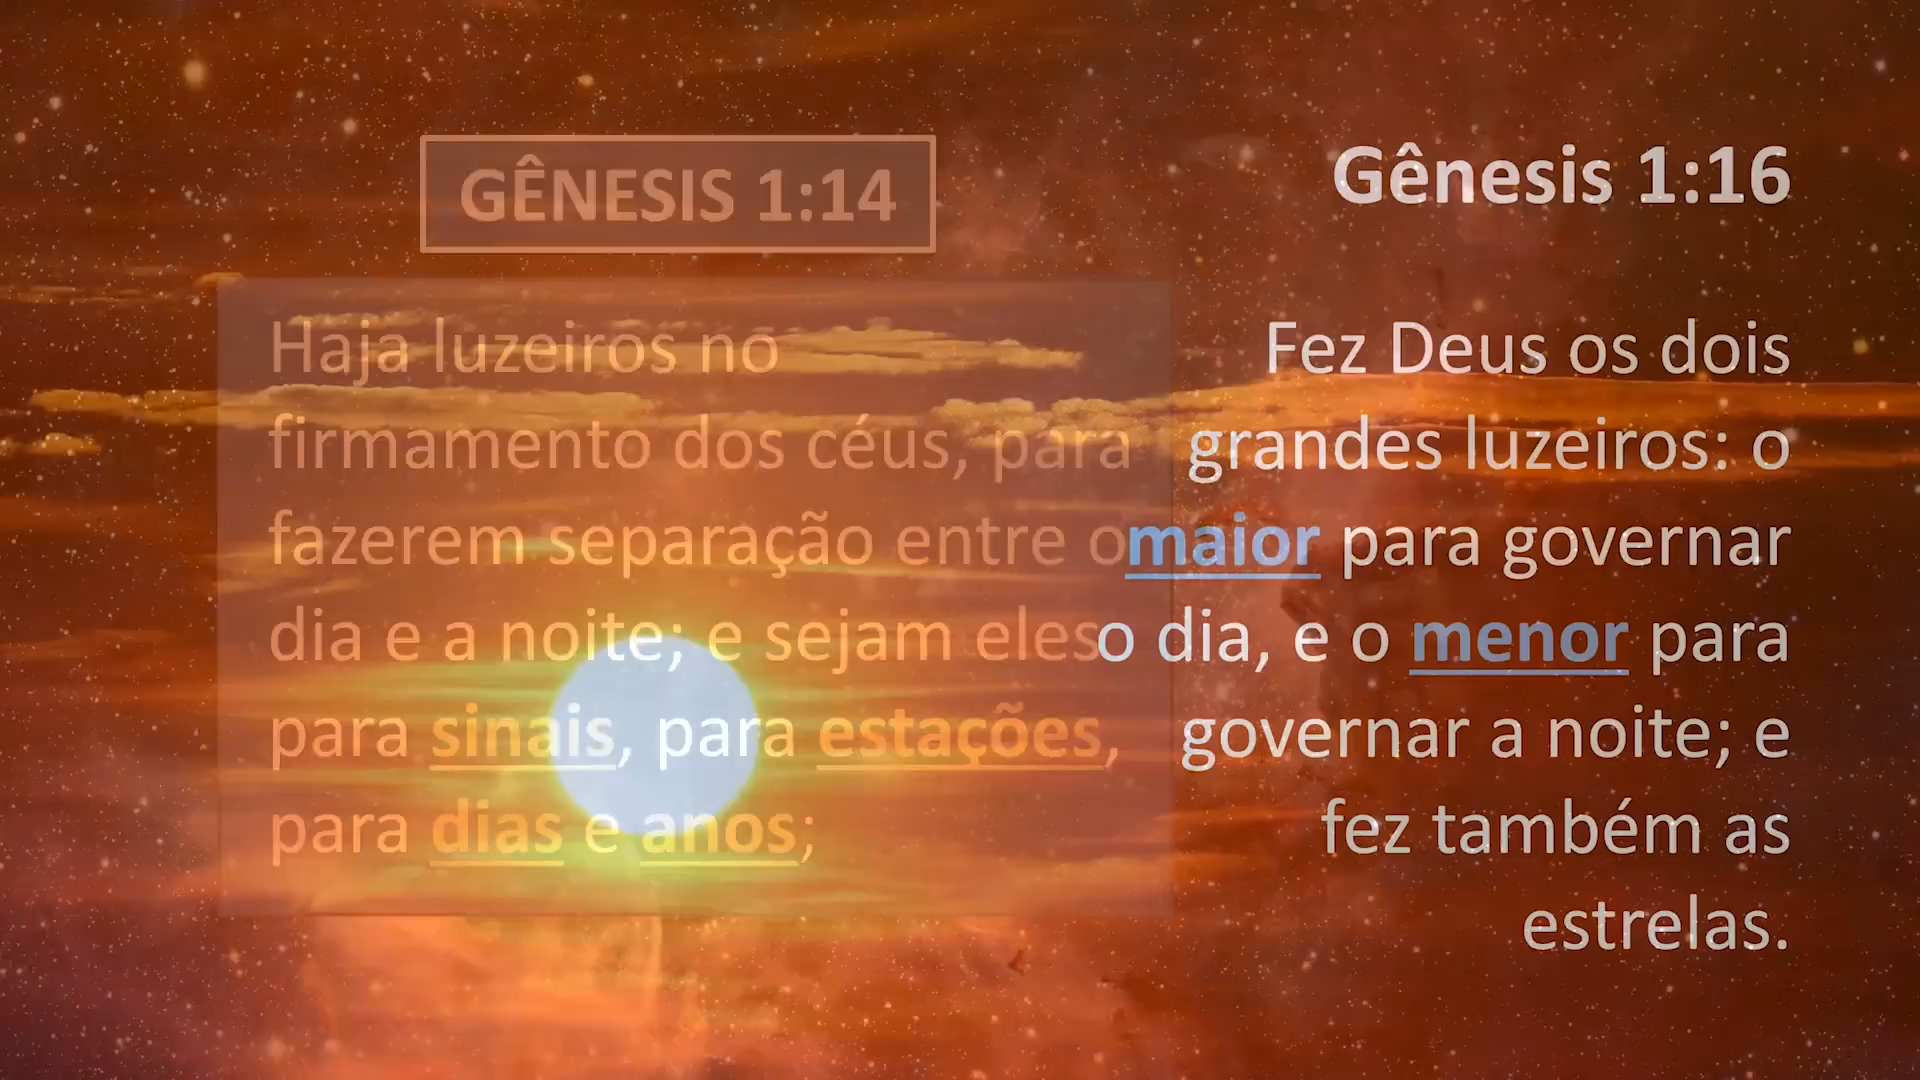 GÊNESIS 1:14
Haja luzeiros no
firmamento dos céus, para
fazerem separação entre o
dia e a noite; e sejam eles
para sinais, para estações,
para dias e anos;
Gênesis 1:16
Fez Deus os dois
grandes luzeiros: o
maior para governar
o dia, e o menor para
governar a noite; e
fez também as
estrelas.